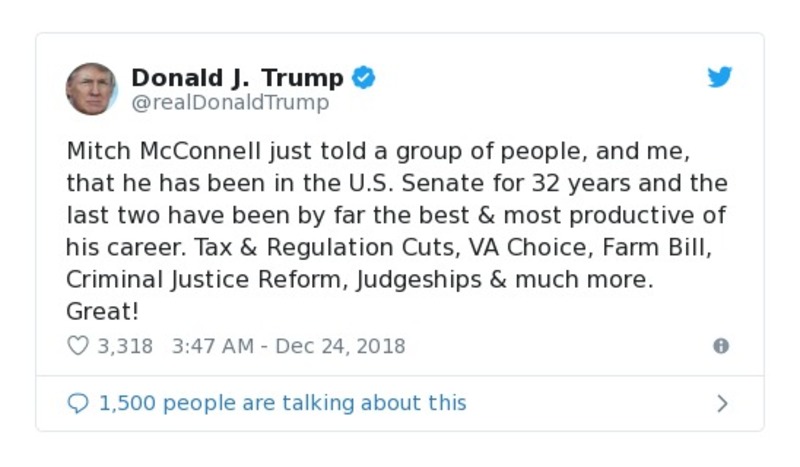 Donald J. Trump
@realDonaldTrump
Mitch McConnell just told a group of people, and me,
that he has been in the U.S. Senate for 32 years and the
last two have been by far the best & most productive of
his career. Tax & Regulation Cuts, VA Choice, Farm Bill,
Criminal Justice Reform, Judgeships & much more.
Great!
3,318 3:47 AM - Dec 24, 2018
1,500 people are talking about this